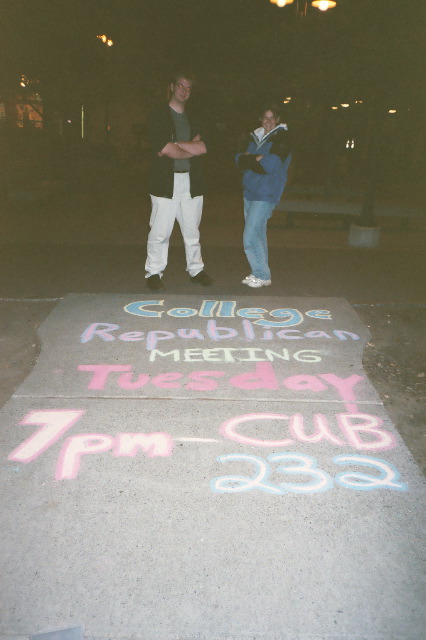 College
Republican
MEETING
Tuesday
7pm - CUB
232